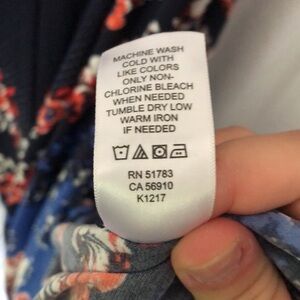 MACHINE WASH
COLD WITH
LIKE COLORS
ONLY NON-
CHLORINE BLEACH
WHEN NEEDED
TUMBLE DRY LOW
WARM IRON
IF NEEDED
RN 51783
CA 56910
K1217